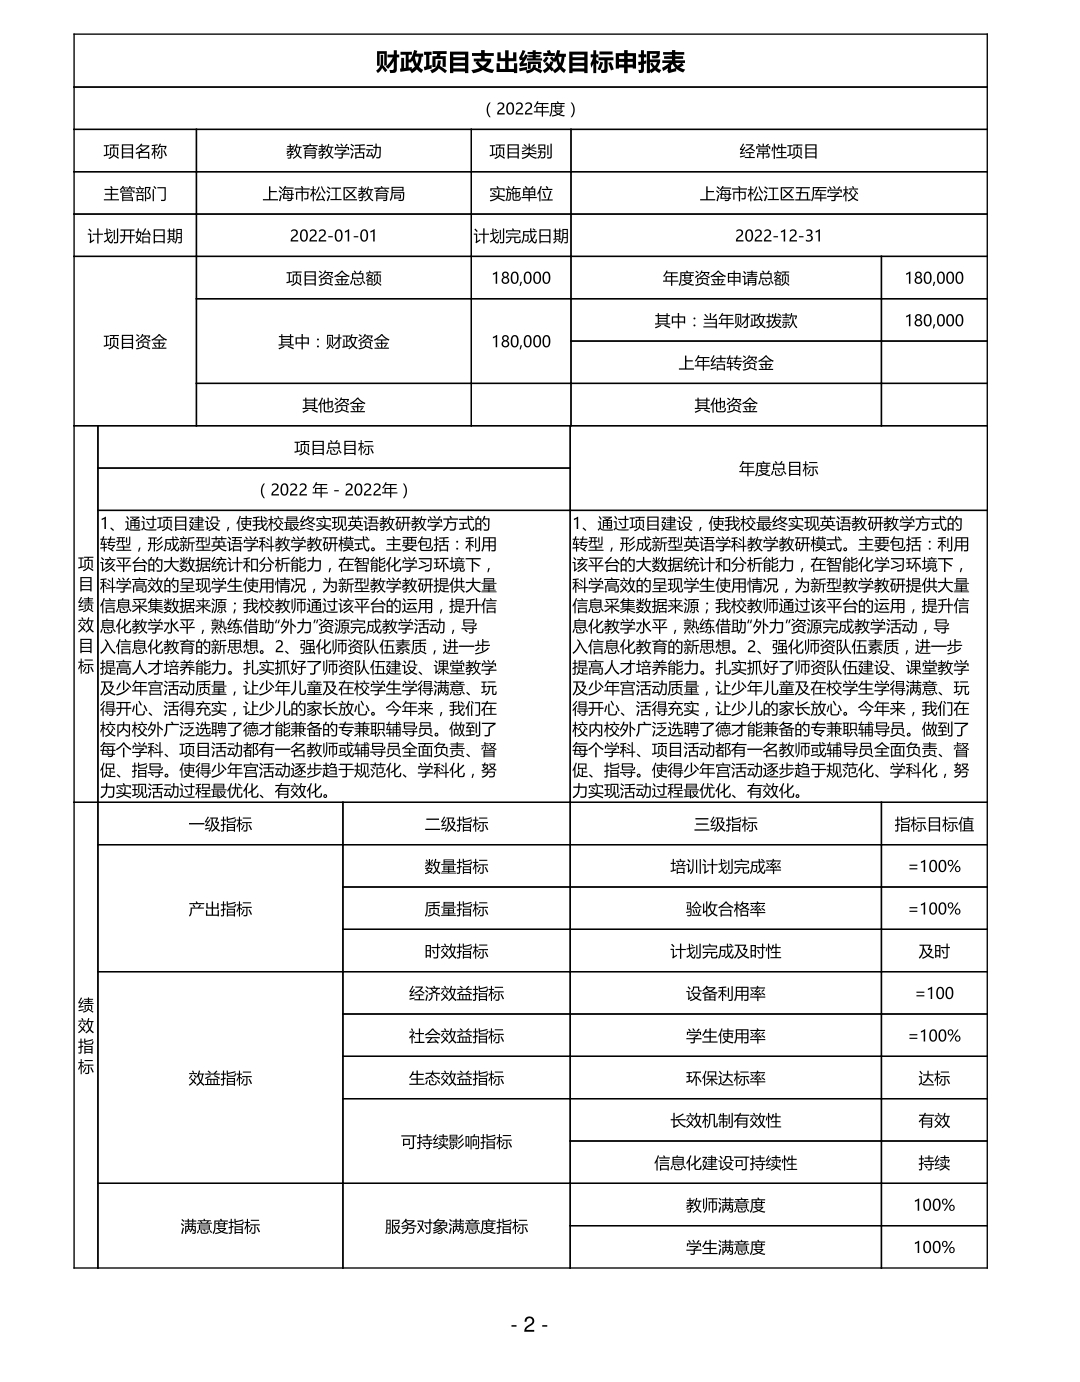 财政项目支出绩效目标申报表
（2022年度）
项目名称 教育教学活动 项目类别 经常性项目
主管部门 上海市松江区教育局 实施单位 上海市松江区五厍学校
计划开始日期 2022-01-01 计划完成日期 2022-12-31
项目资金 项目资金总额 180,000 年度资金申请总额 180,000
其中：财政资金 180,000 其中：当年财政拨款 180,000
上年结转资金
其他资金 其他资金
项目绩效目标
项目总目标
（2022 年－2022年）
1、通过项目建设，使我校最终实现英语教研教学方式的
转型，形成新型英语学科教学教研模式。主要包括：利用
该平台的大数据统计和分析能力，在智能化学习环境下，
科学高效的呈现学生使用情况，为新型教学教研提供大量
信息采集数据来源；我校教师通过该平台的运用，提升信
息化教学水平，熟练借助“外力”资源完成教学活动，导
入信息化教育的新思想。2、强化师资队伍素质，进一步
提高人才培养能力。扎实抓好了师资队伍建设、课堂教学
及少年宫活动质量，让少年儿童及在校学生学得满意、玩
得开心、活得充实，让少儿的家长放心。今年来，我们在
校内校外广泛选聘了德才能兼备的专兼职辅导员。做到了
每个学科、项目活动都有一名教师或辅导员全面负责、督
促、指导。使得少年宫活动逐步趋于规范化、学科化，努
力实现活动过程最优化、有效化。
年度总目标
1、通过项目建设，使我校最终实现英语教研教学方式的
转型，形成新型英语学科教学教研模式。主要包括：利用
该平台的大数据统计和分析能力，在智能化学习环境下，
科学高效的呈现学生使用情况，为新型教学教研提供大量
信息采集数据来源；我校教师通过该平台的运用，提升信
息化教学水平，熟练借助“外力”资源完成教学活动，导
入信息化教育的新思想。2、强化师资队伍素质，进一步
提高人才培养能力。扎实抓好了师资队伍建设、课堂教学
及少年宫活动质量，让少年儿童及在校学生学得满意、玩
得开心、活得充实，让少儿的家长放心。今年来，我们在
校内校外广泛选聘了德才能兼备的专兼职辅导员。做到了
每个学科、项目活动都有一名教师或辅导员全面负责、督
促、指导。使得少年宫活动逐步趋于规范化、学科化，努
力实现活动过程最优化、有效化。
绩效指标
一级指标 二级指标 三级指标 指标目标值
产出指标 数量指标 培训计划完成率 =100%
质量指标 验收合格率 =100%
时效指标 计划完成及时性 及时
效益指标 经济效益指标 设备利用率 =100
社会效益指标 学生使用率 =100%
生态效益指标 环保达标率 达标
可持续影响指标 长效机制有效性 有效
信息化建设可持续性 持续
满意度指标 服务对象满意度指标 教师满意度 100%
学生满意度 100%
- 2 -